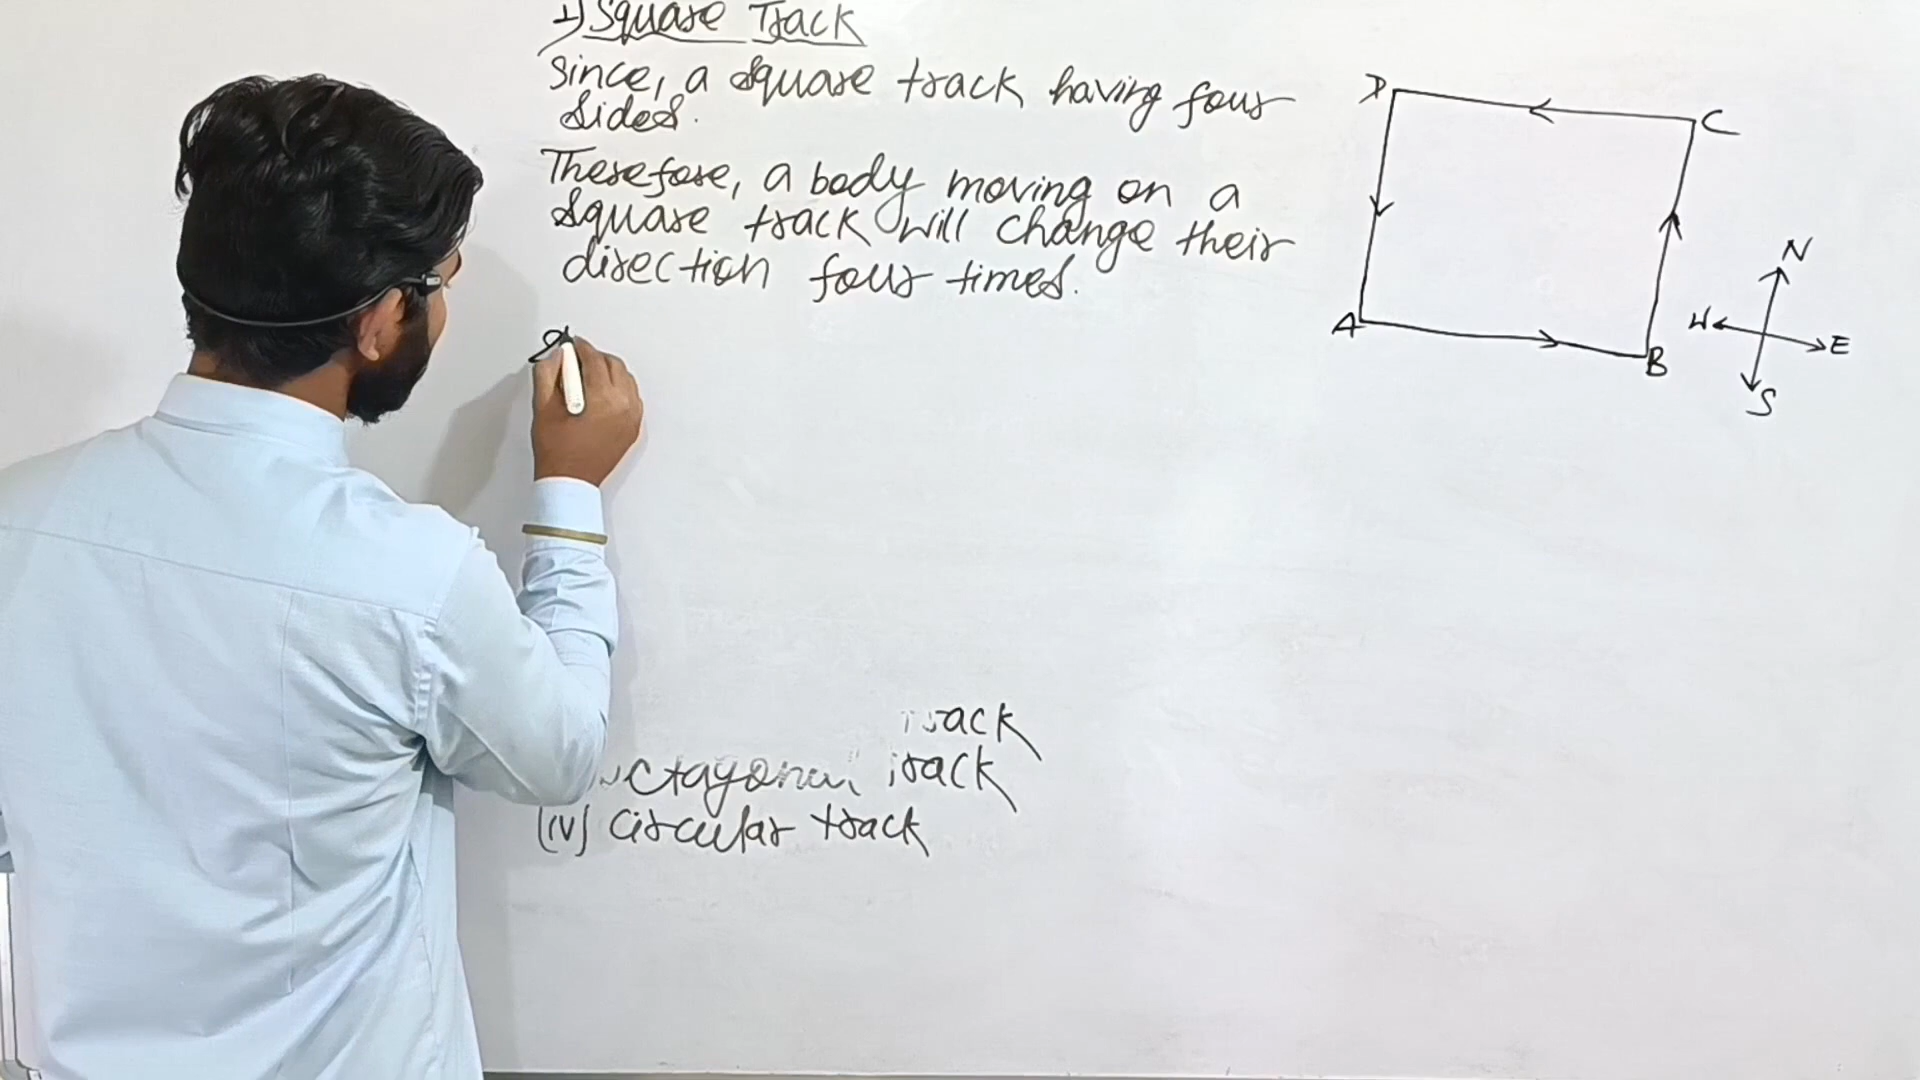 1) Square Track
Since, a square track having four
sides.
Therefore, a body moving on a
square track will change their
direction four times.
D
C
A
B
N
W
E
S
track
octagonal track
(iv) circular track